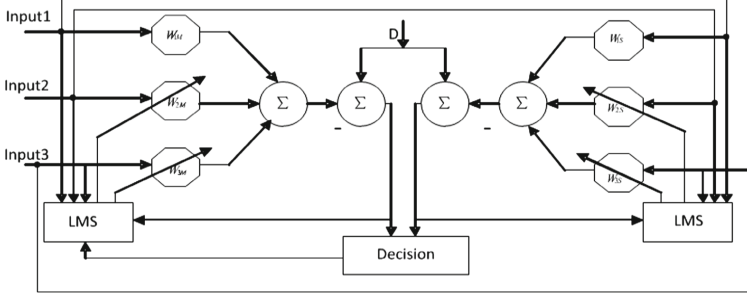 Input1
W1M
D
W1S
Input2
W2M
Σ
Σ
Σ
Σ
W2S
-
-
Input3
W3M
W3S
LMS
LMS
Decision